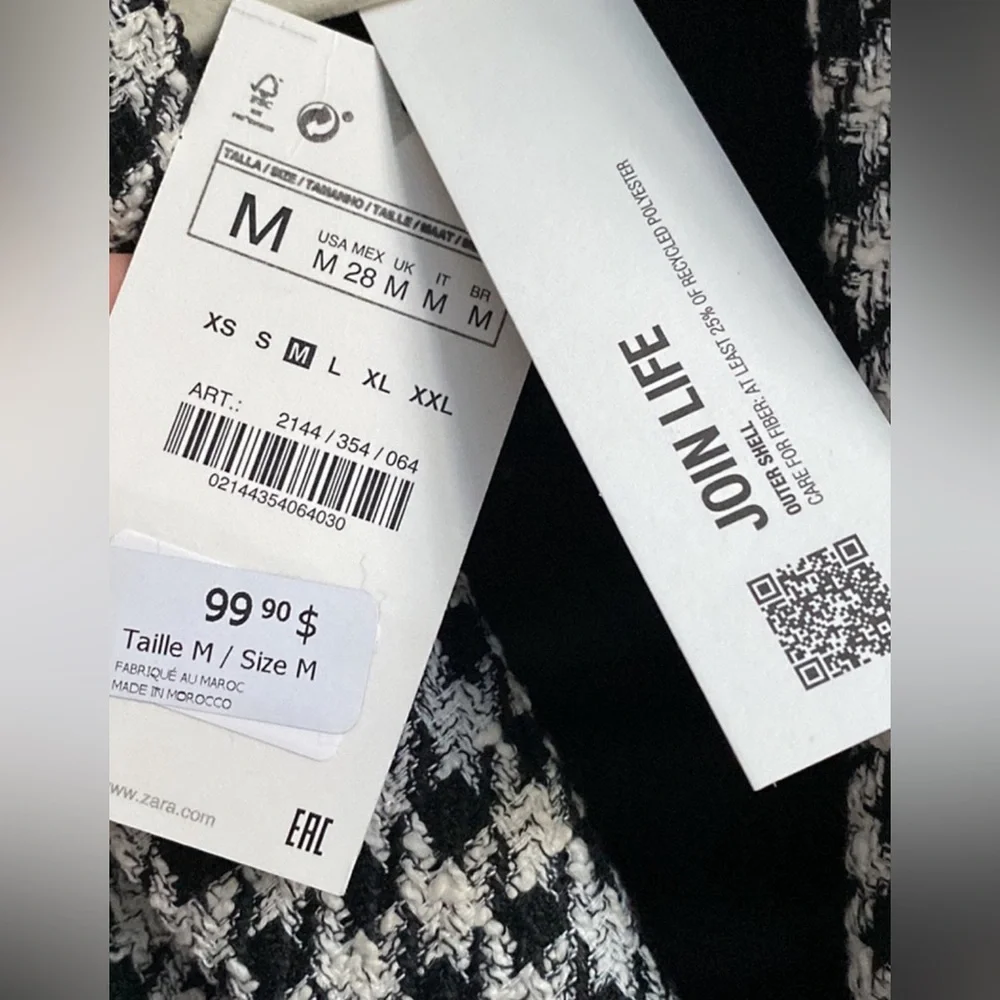 TALLA / SIZE / TAMANHO / TAILLE / MAAT /
M
USA MEX UK IT BR
M 28 M M M
XS S M L XL XXL
ART.: 2144 / 354 / 064
02144354064030
99 90 $
Taille M / Size M
FABRIQUÉ AU MAROC
MADE IN MOROCCO
ww.zara.com
EAC
JOIN LIFE
OUTER SHELL
CARE FOR FIBER: AT LEAST 25% OF RECYCLED POLYESTER